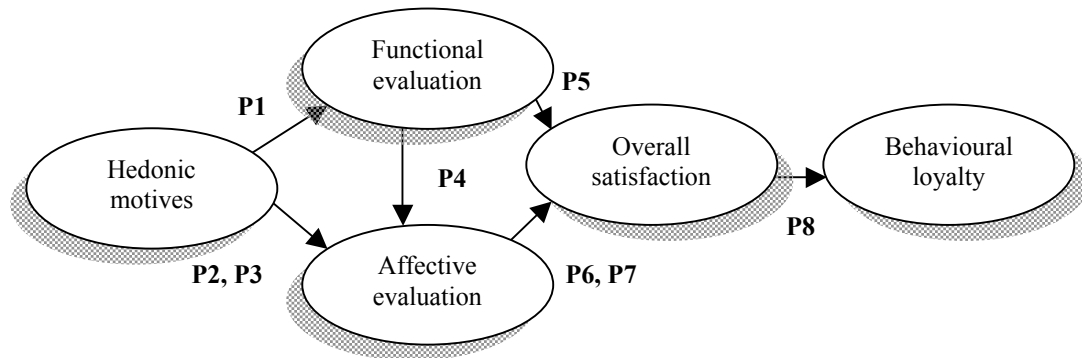 Functional
evaluation
P5
P1
Hedonic
motives
Overall
satisfaction
Behavioural
loyalty
P4
P8
P2, P3
Affective
evaluation
P6, P7